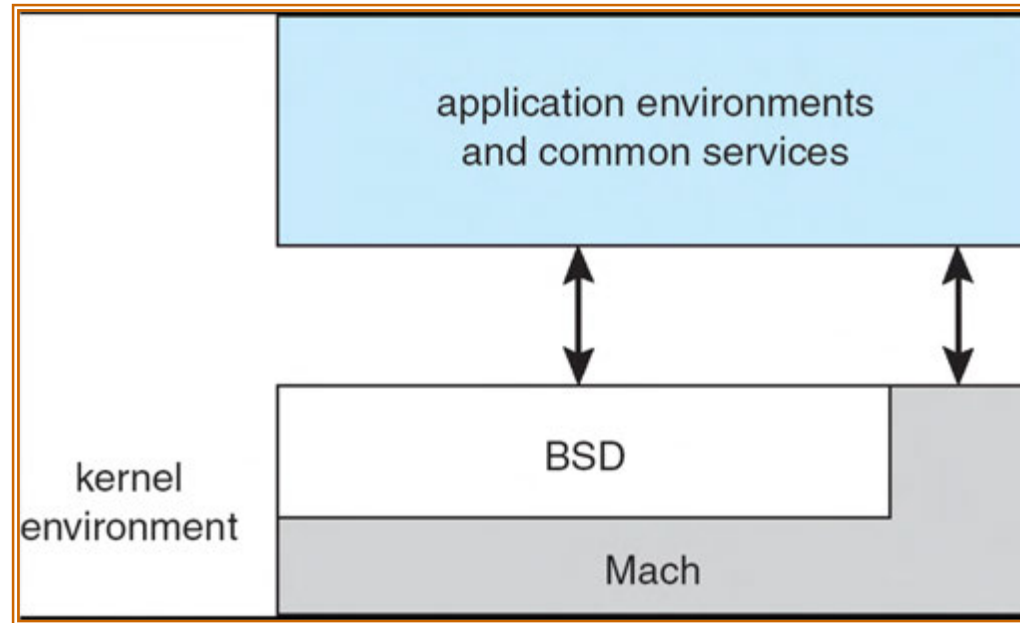 application environments
and common services
BSD
kernel
environment
Mach